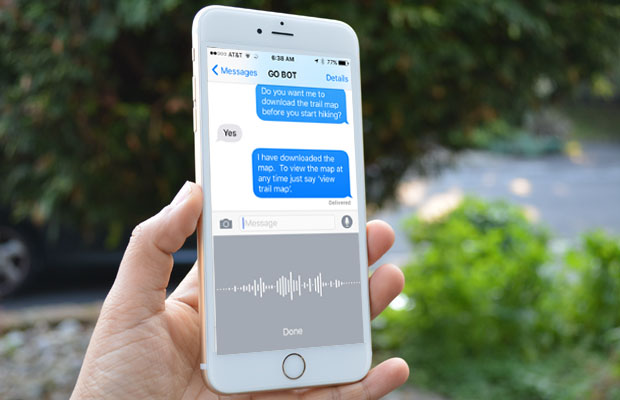 AT&T 6:38 AM 77%
Messages GO BOT Details
Do you want me to
download the trail map
before you start hiking?
Yes
I have downloaded the
map. To view the map at
any time just say 'view
trail map'.
Delivered
Message
Done